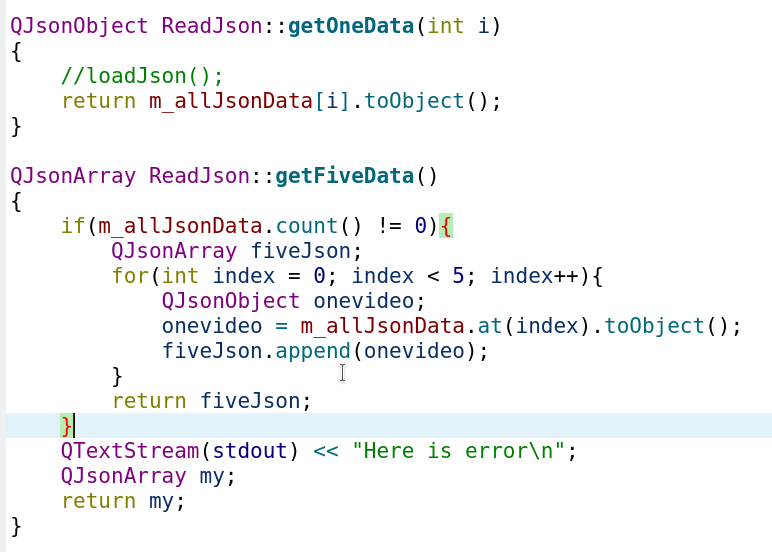 QJsonObject ReadJson::getOneData(int i)
{
    //loadJson();
    return m_allJsonData[i].toObject();
}

QJsonArray ReadJson::getFiveData()
{
    if(m_allJsonData.count() != 0){
        QJsonArray fiveJson;
        for(int index = 0; index < 5; index++){
            QJsonObject onevideo;
            onevideo = m_allJsonData.at(index).toObject();
            fiveJson.append(onevideo);
        }
        return fiveJson;
    }
    QTextStream(stdout) << "Here is error\n";
    QJsonArray my;
    return my;
}